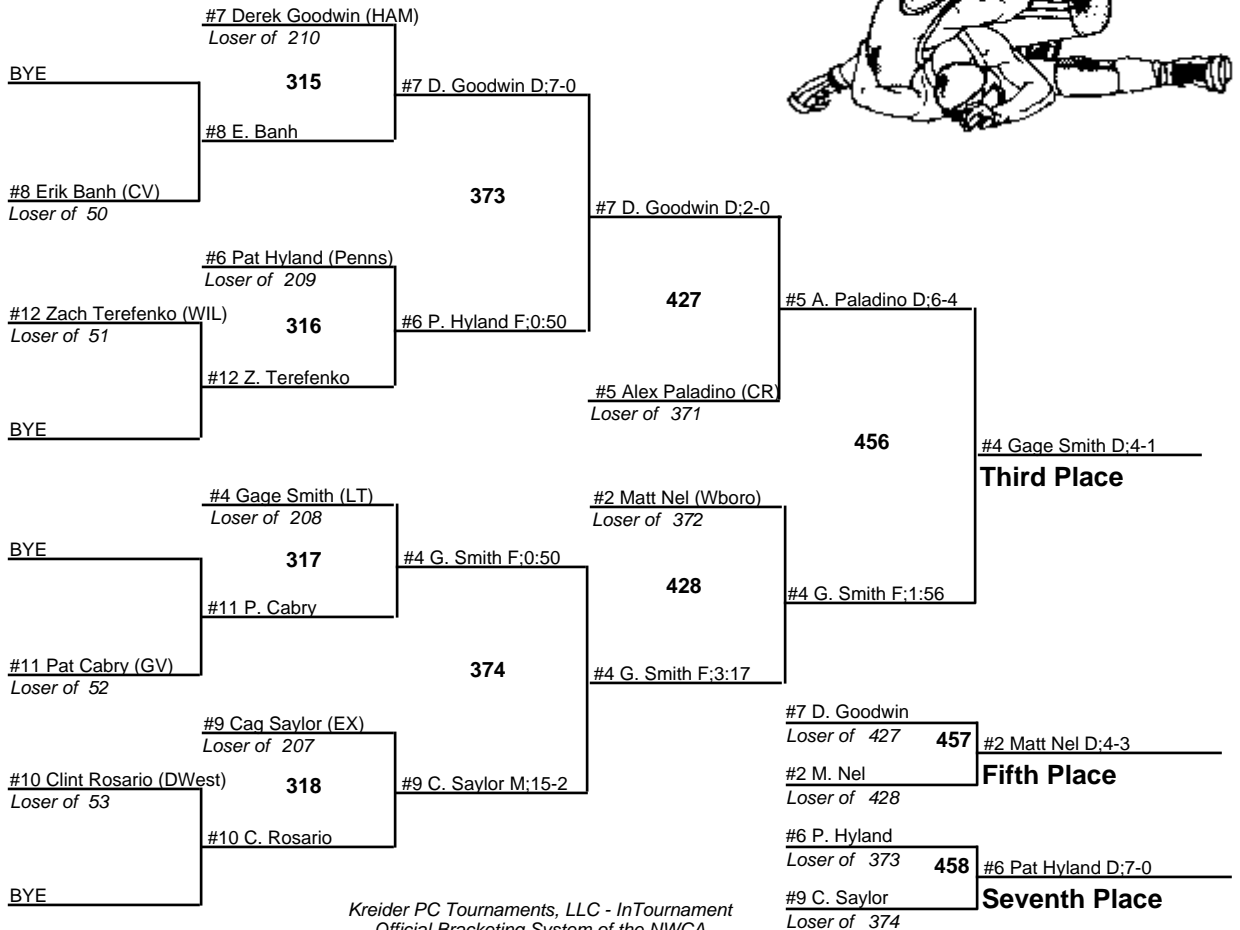 #7 Derek Goodwin (HAM)
Loser of 210
BYE
315
#7 D. Goodwin D;7-0
#8 E. Banh
#8 Erik Banh (CV)
Loser of 50
373
#7 D. Goodwin D;2-0
#6 Pat Hyland (Penns)
Loser of 209
#12 Zach Terefenko (WIL)
Loser of 51
316
#6 P. Hyland F;0:50
427
#5 A. Paladino D;6-4
#12 Z. Terefenko
#5 Alex Paladino (CR)
Loser of 371
BYE
456
#4 Gage Smith D;4-1
Third Place
#4 Gage Smith (LT)
Loser of 208
#2 Matt Nel (Wboro)
Loser of 372
BYE
317
#4 G. Smith F;0:50
428
#4 G. Smith F;1:56
#11 P. Cabry
#11 Pat Cabry (GV)
Loser of 52
374
#4 G. Smith F;3:17
#9 Cag Saylor (EX)
Loser of 207
#7 D. Goodwin
Loser of 427
457
#2 Matt Nel D;4-3
Fifth Place
#10 Clint Rosario (DWest)
Loser of 53
318
#9 C. Saylor M;15-2
#2 M. Nel
Loser of 428
#10 C. Rosario
#6 P. Hyland
Loser of 373
458
#6 Pat Hyland D;7-0
Seventh Place
BYE
#9 C. Saylor
Loser of 374
Kreider PC Tournaments, LLC - InTournament
Official Bracketing System of the NWCA